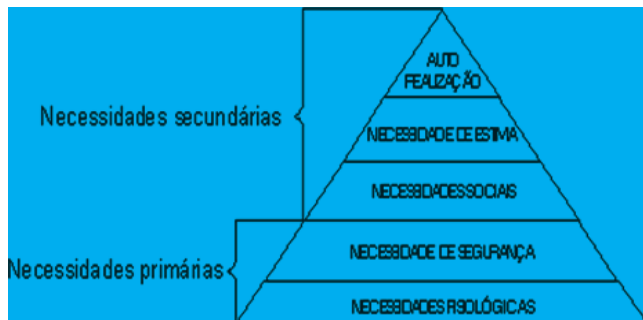 AUTO
REALIZAÇÃO
Necessidades secundárias
NECESSIDADE DE ESTIMA
NECESSIDADES SOCIAIS
NECESSIDADE DE SEGURANÇA
Necessidades primárias
NECESSIDADES FISIOLÓGICAS